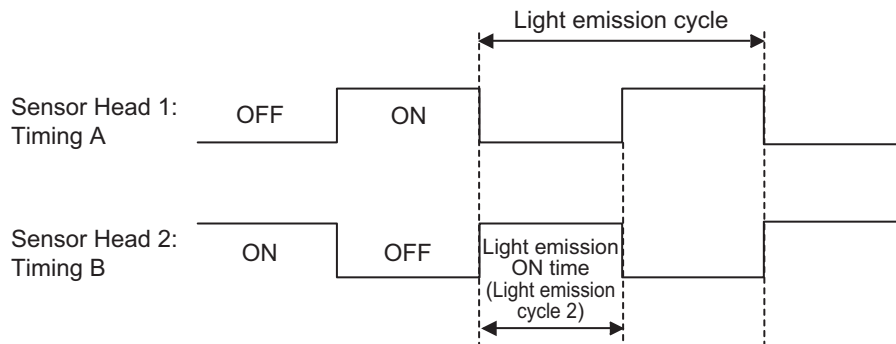 Light emission cycle
Sensor Head 1:
Timing A
OFF
ON
Sensor Head 2:
Timing B
ON
OFF
Light emission
ON time
(Light emission
cycle 2)